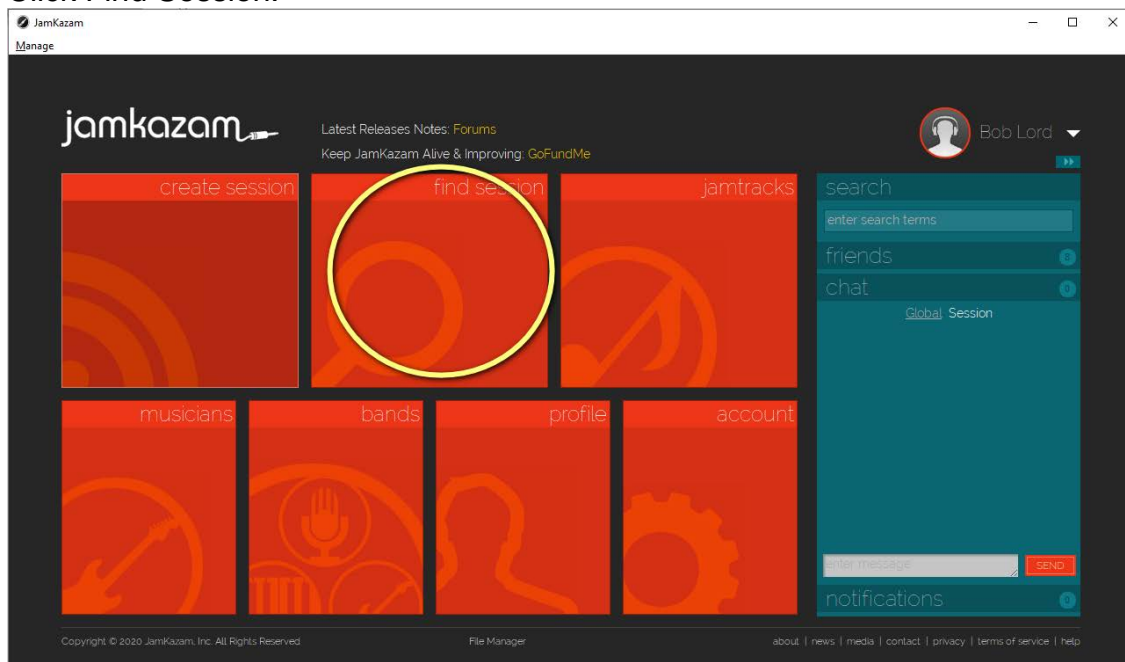 Click Find Session.
JamKazam
Manage
jamkazam
Latest Releases Notes: Forums
Keep JamKazam Alive & Improving: GoFundMe
Bob Lord
create session
find session
jamtracks
search
enter search terms
friends
chat
0
Global Session
musicians
bands
profile
account
enter message
SEND
notifications
0
Copyright © 2020 JamKazam, Inc. All Rights Reserved
File Manager
about | news | media | contact | privacy | terms of service | help